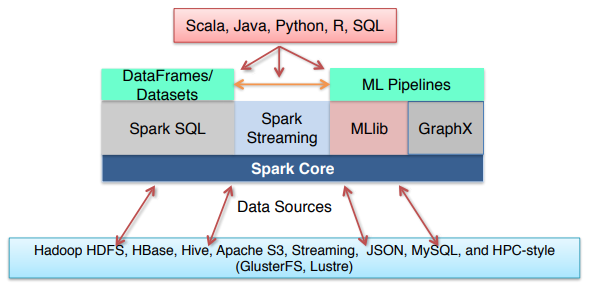 Scala, Java, Python, R, SQL
DataFrames/
Datasets
ML Pipelines
Spark SQL
Spark
Streaming
MLlib
GraphX
Spark Core
Data Sources
Hadoop HDFS, HBase, Hive, Apache S3, Streaming, JSON, MySQL, and HPC-style
(GlusterFS, Lustre)